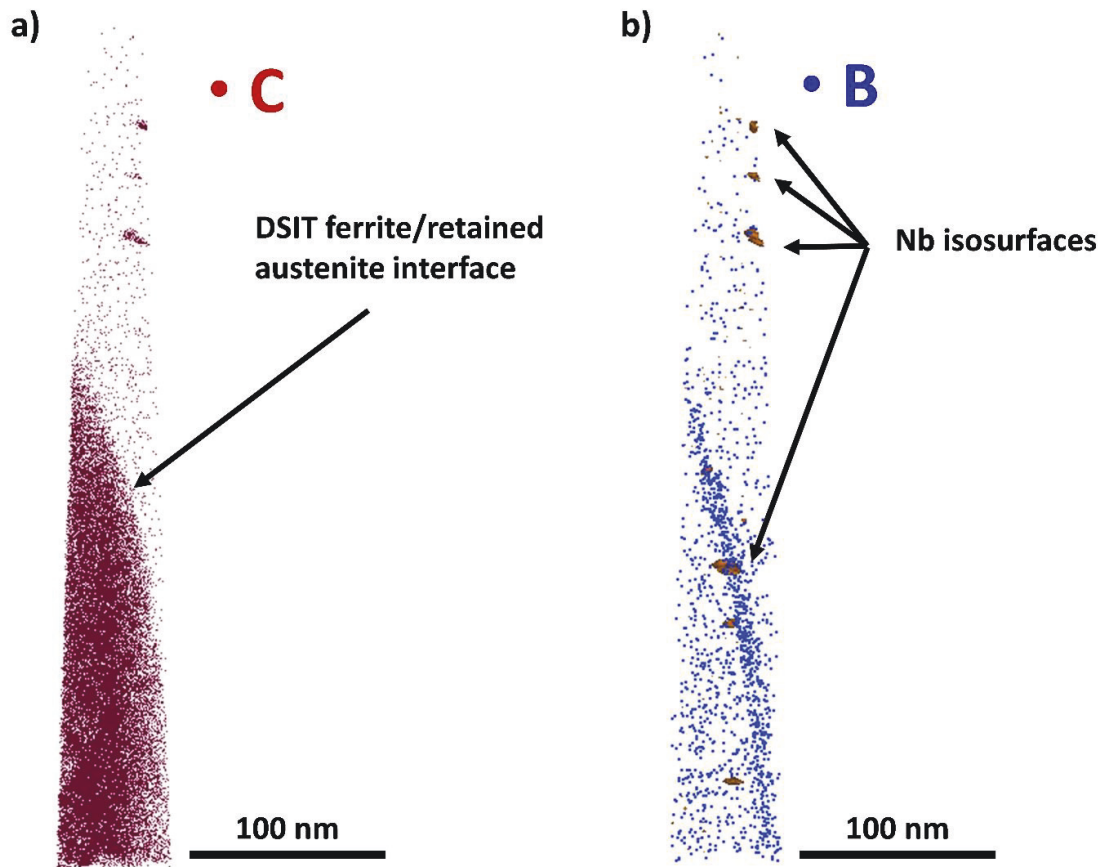 a)
• C
DSIT ferrite/retained
austenite interface
100 nm
b)
• B
Nb isosurfaces
100 nm